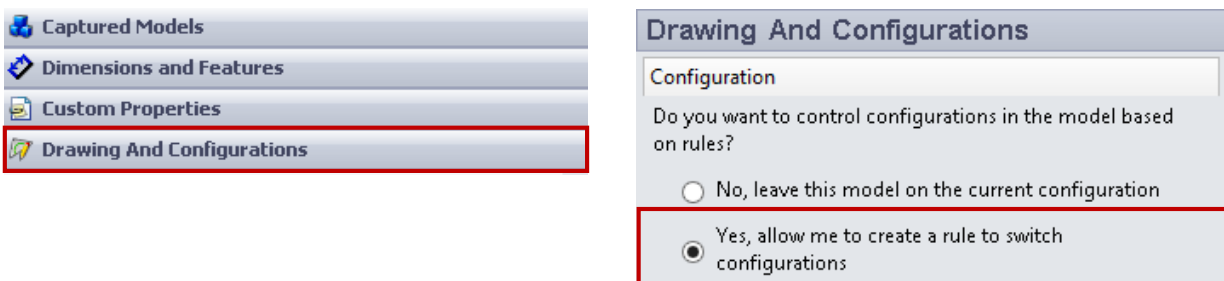 Captured Models
Dimensions and Features
Custom Properties
Drawing And Configurations
Drawing And Configurations
Configuration
Do you want to control configurations in the model based
on rules?
No, leave this model on the current configuration
Yes, allow me to create a rule to switch
configurations